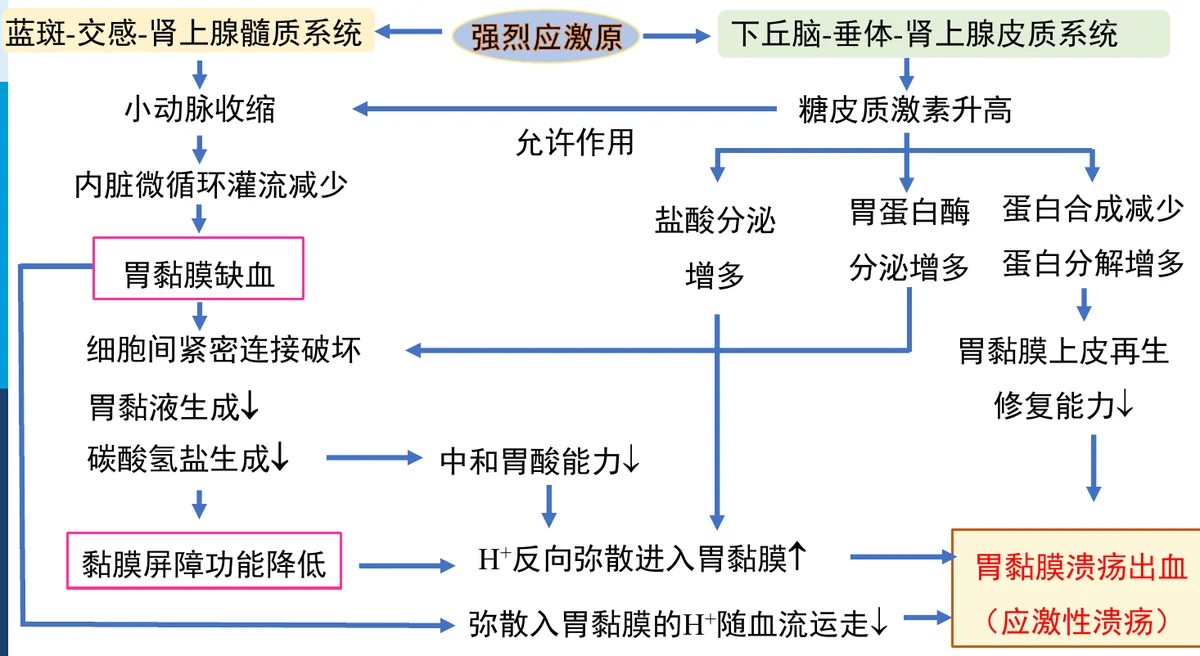 蓝斑-交感-肾上腺髓质系统
强烈应激原
下丘脑-垂体-肾上腺皮质系统
小动脉收缩
糖皮质激素升高
允许作用
内脏微循环灌流减少
盐酸分泌
增多
胃蛋白酶
分泌增多
蛋白合成减少
蛋白分解增多
胃黏膜缺血
细胞间紧密连接破坏
胃黏膜上皮再生
修复能力↓
胃黏液生成↓
碳酸氢盐生成↓
中和胃酸能力↓
黏膜屏障功能降低
H⁺反向弥散进入胃黏膜↑
胃黏膜溃疡出血
（应激性溃疡）
弥散入胃黏膜的H⁺随血流运走↓